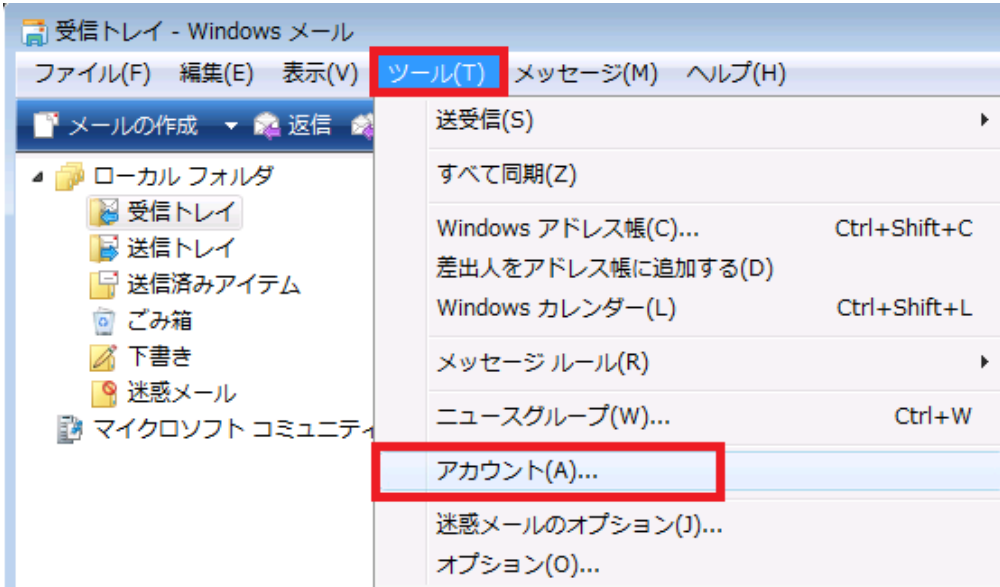 受信トレイ - Windows メール
ファイル(F) 編集(E) 表示(V) ツール(T) メッセージ(M) ヘルプ(H)
メールの作成 返信
ローカル フォルダ
受信トレイ
送信トレイ
送信済みアイテム
ごみ箱
下書き
迷惑メール
マイクロソフト コミュニティ
送受信(S)
すべて同期(Z)
Windows アドレス帳(C)... Ctrl+Shift+C
差出人をアドレス帳に追加する(D)
Windows カレンダー(L) Ctrl+Shift+L
メッセージ ルール(R)
ニュースグループ(W)... Ctrl+W
アカウント(A)...
迷惑メールのオプション(J)...
オプション(O)...